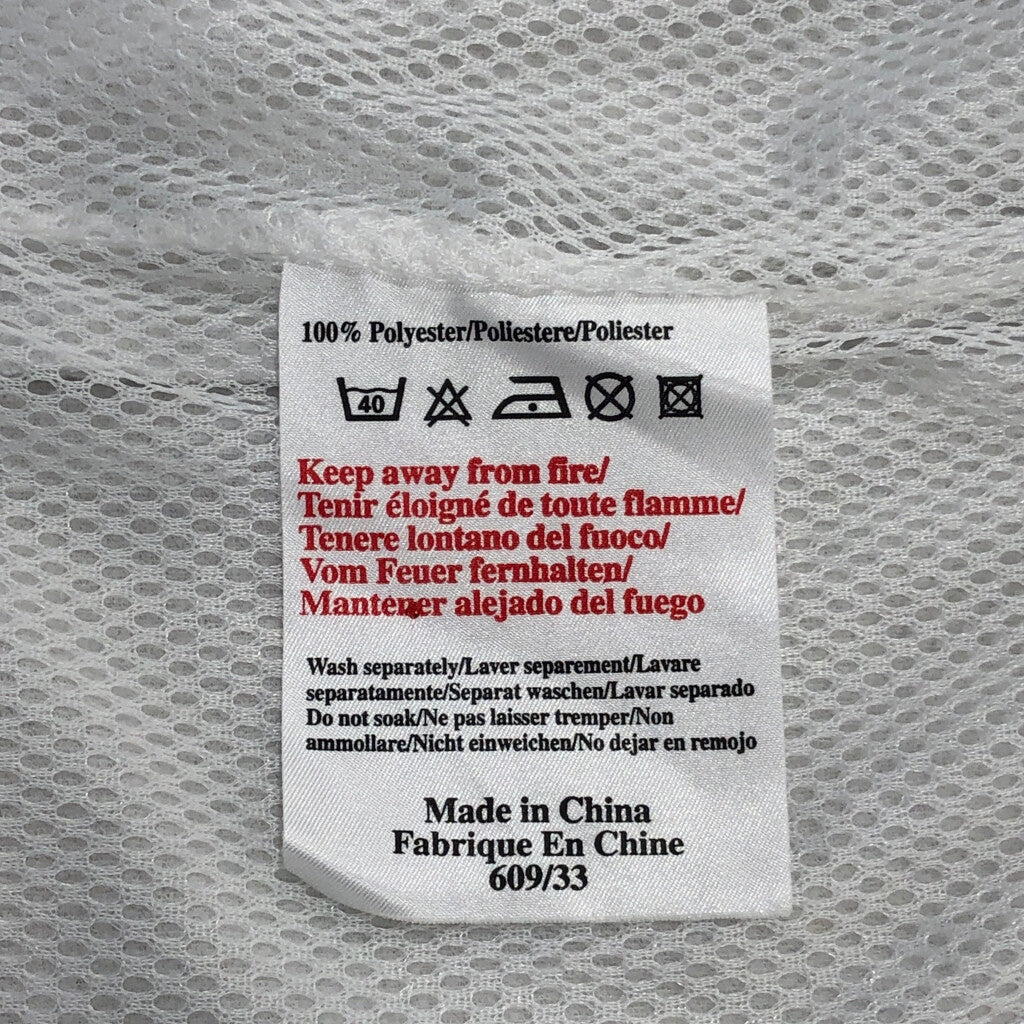 100% Polyester/Poliestere/Poliester
40
Keep away from fire/
Tenir éloigné de toute flamme/
Tenere lontano del fuoco/
Vom Feuer fernhalten/
Mantener alejado del fuego
Wash separately/Laver separement/Lavare
separatamente/Separat waschen/Lavar separado
Do not soak/Ne pas laisser tremper/Non
ammollare/Nicht einweichen/No dejar en remojo
Made in China
Fabrique En Chine
609/33